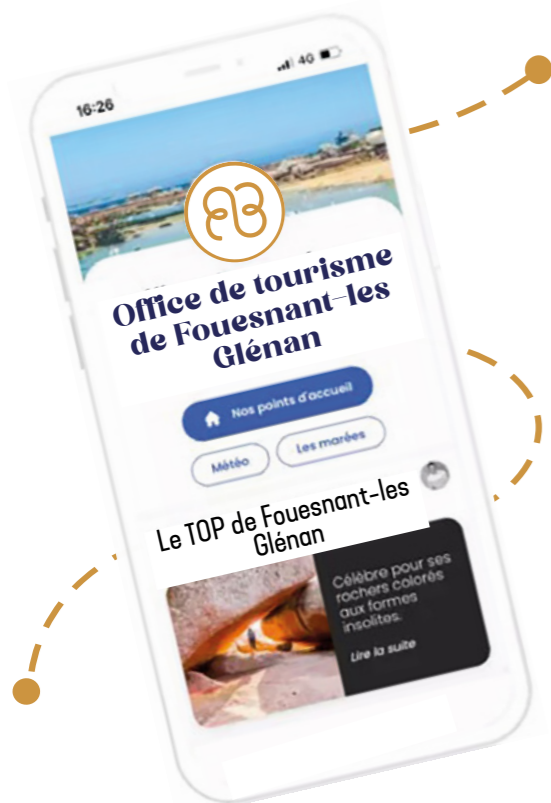 16:26
4G
Office de tourisme
de Fouesnant-les
Glénan
Nos points d'accueil
Météo
Les marées
Le TOP de Fouesnant-les
Glénan
Célèbre pour ses
rochers colorés
aux formes
insolites.
Lire la suite